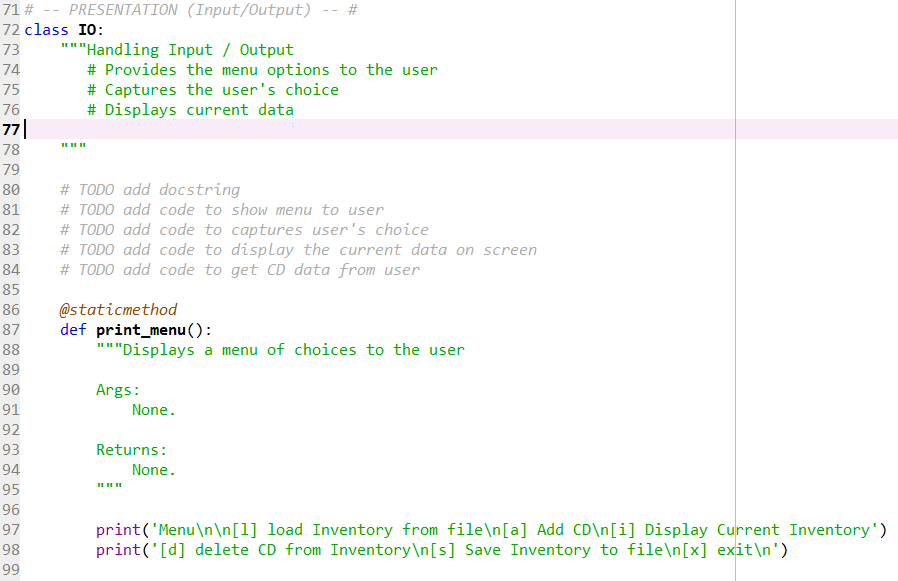 71 # -- PRESENTATION (Input/Output) -- #
72 class IO:
73     """Handling Input / Output
74        # Provides the menu options to the user
75        # Captures the user's choice
76        # Displays current data
77
78     """
79
80     # TODO add docstring
81     # TODO add code to show menu to user
82     # TODO add code to captures user's choice
83     # TODO add code to display the current data on screen
84     # TODO add code to get CD data from user
85
86     @staticmethod
87     def print_menu():
88         """Displays a menu of choices to the user
89
90         Args:
91             None.
92
93         Returns:
94             None.
95         """
96
97         print('Menu\n\n[l] load Inventory from file\n[a] Add CD\n[i] Display Current Inventory')
98         print('[d] delete CD from Inventory\n[s] Save Inventory to file\n[x] exit\n')
99